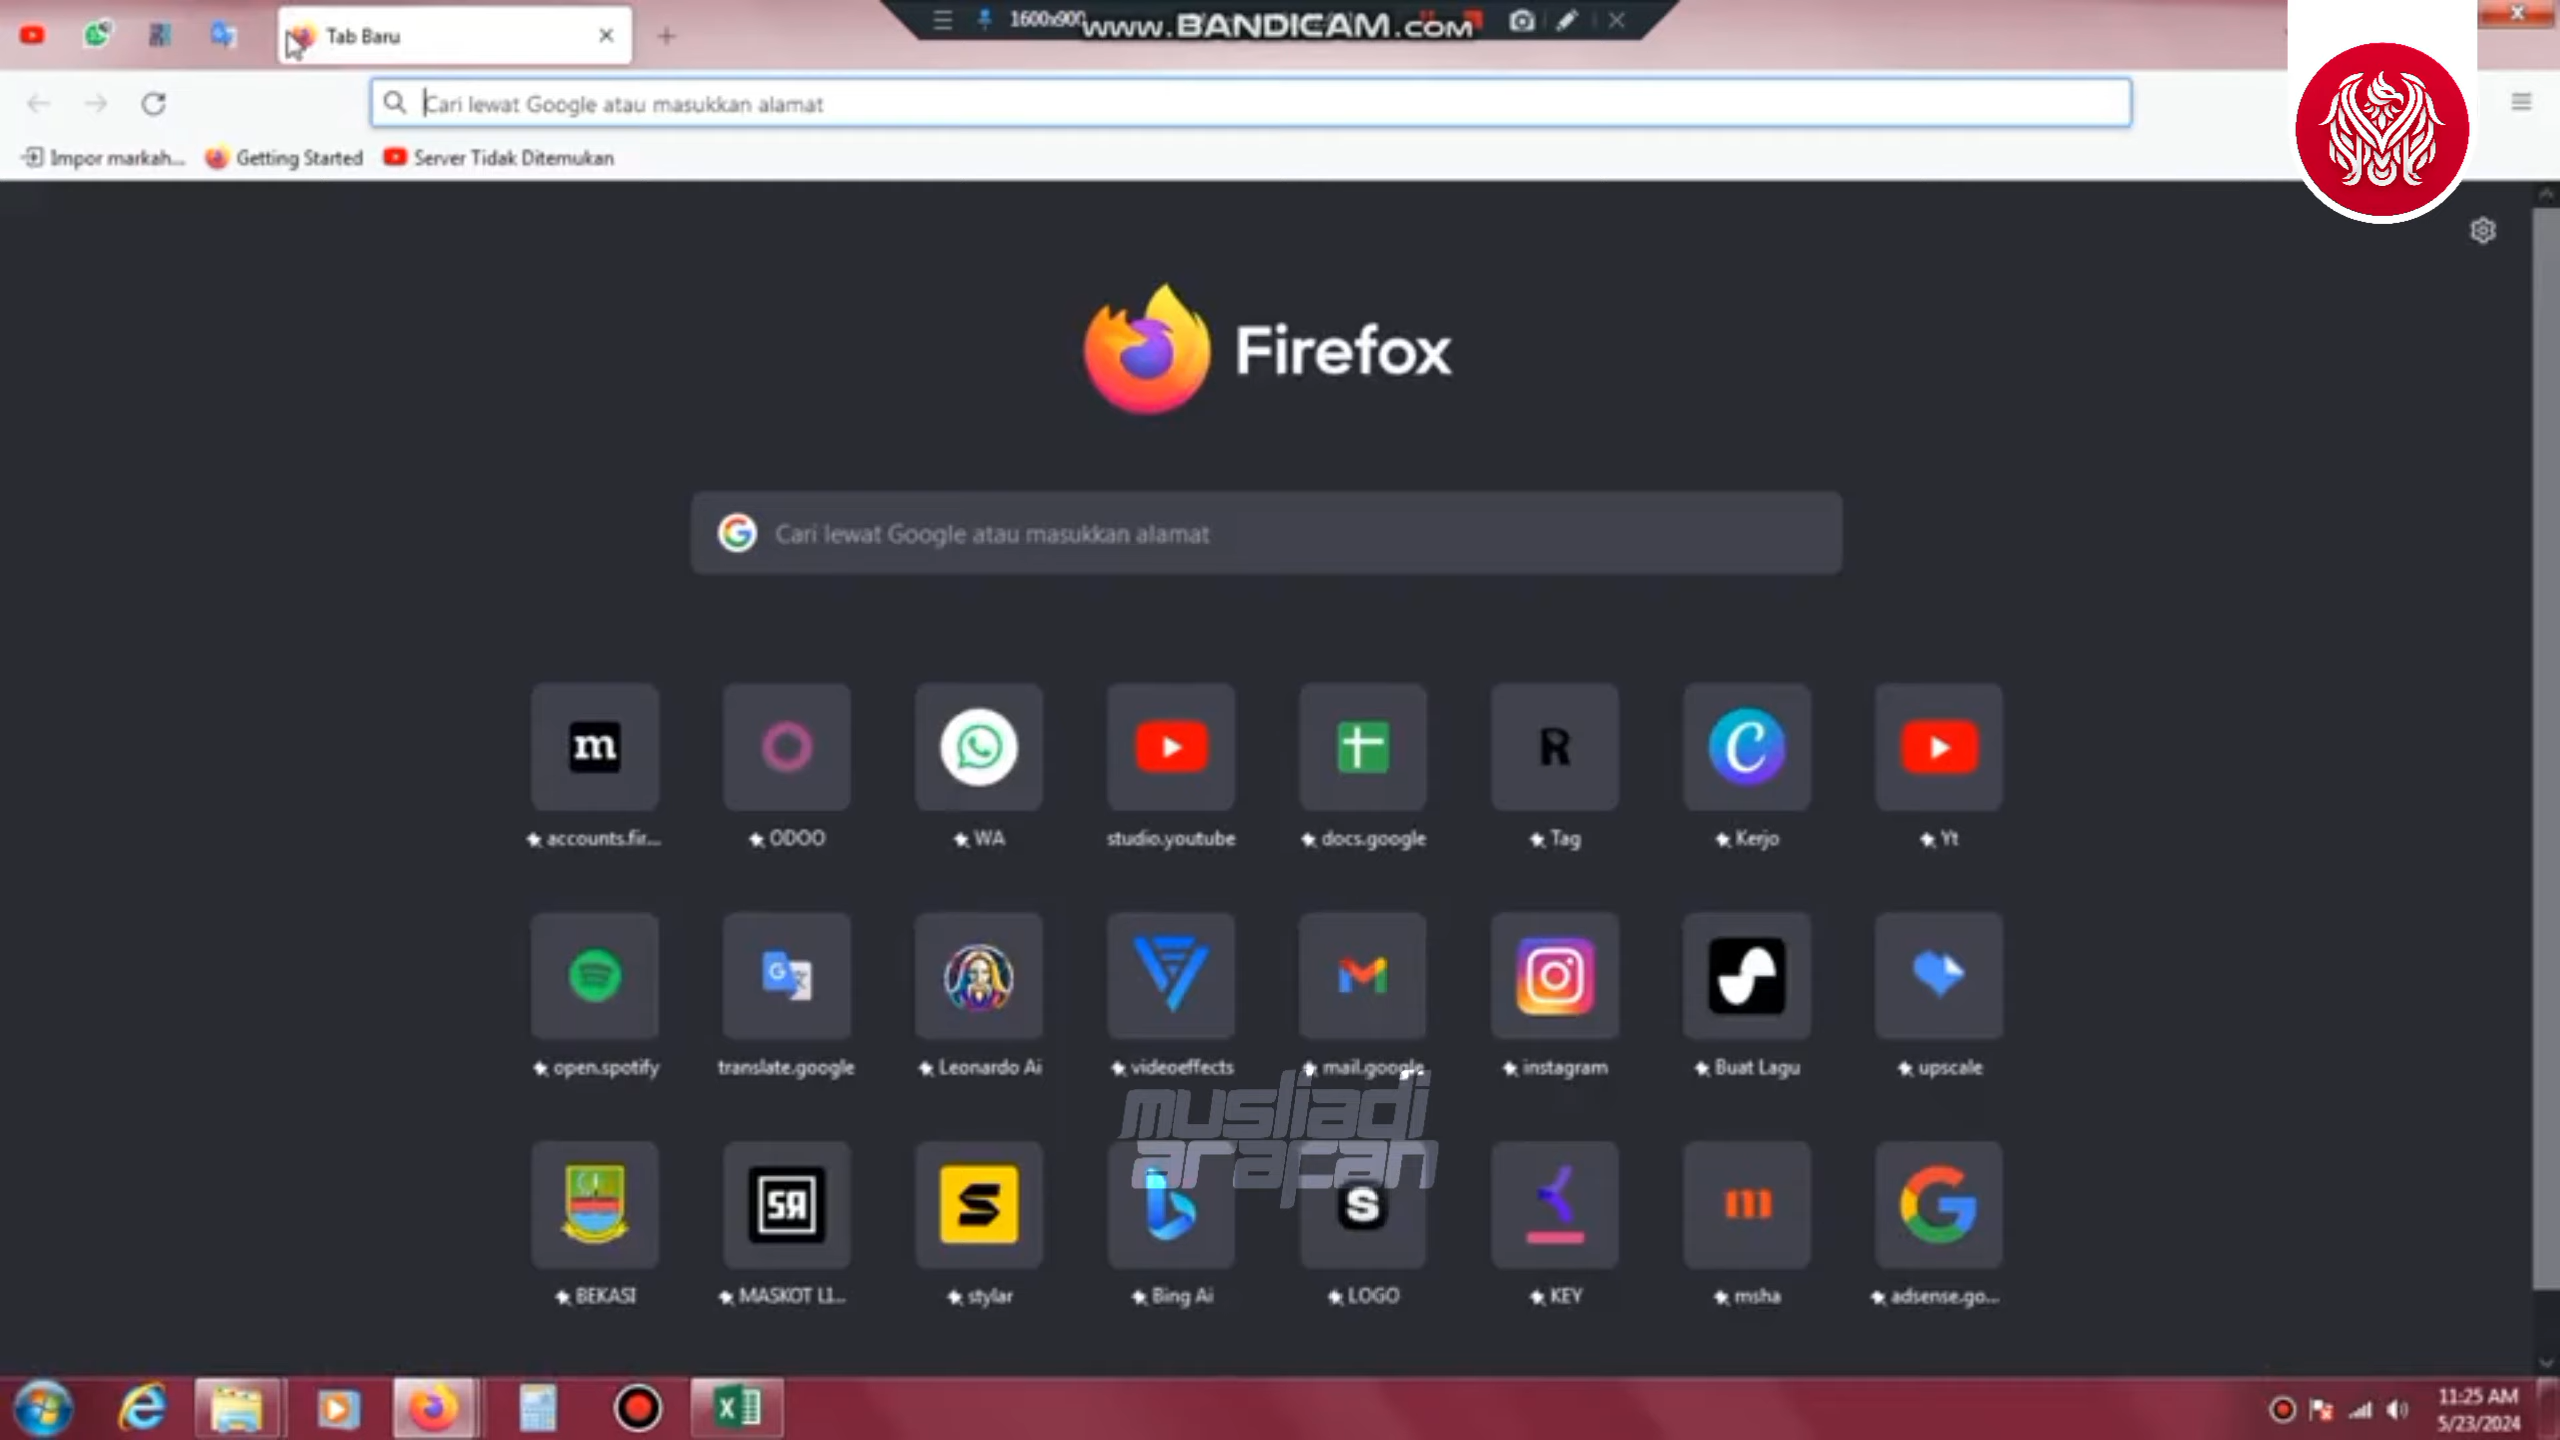 Tab Baru
1600x900
www.BANDICAM.com
Cari lewat Google atau masukkan alamat
Impor markah...
Getting Started
Server Tidak Ditemukan
Firefox
Cari lewat Google atau masukkan alamat
accounts.fir...
ODOO
WA
studio.youtube
docs.google
Tag
Kerjo
Yt
open.spotify
translate.google
Leonardo Ai
videoeffects
mail.google
instagram
Buat Lagu
upscale
musliadi
arapah
BEKASI
MASKOT LI...
stylar
Bing Ai
LOGO
KEY
msha
adsense.go...
11:25 AM
5/23/2024